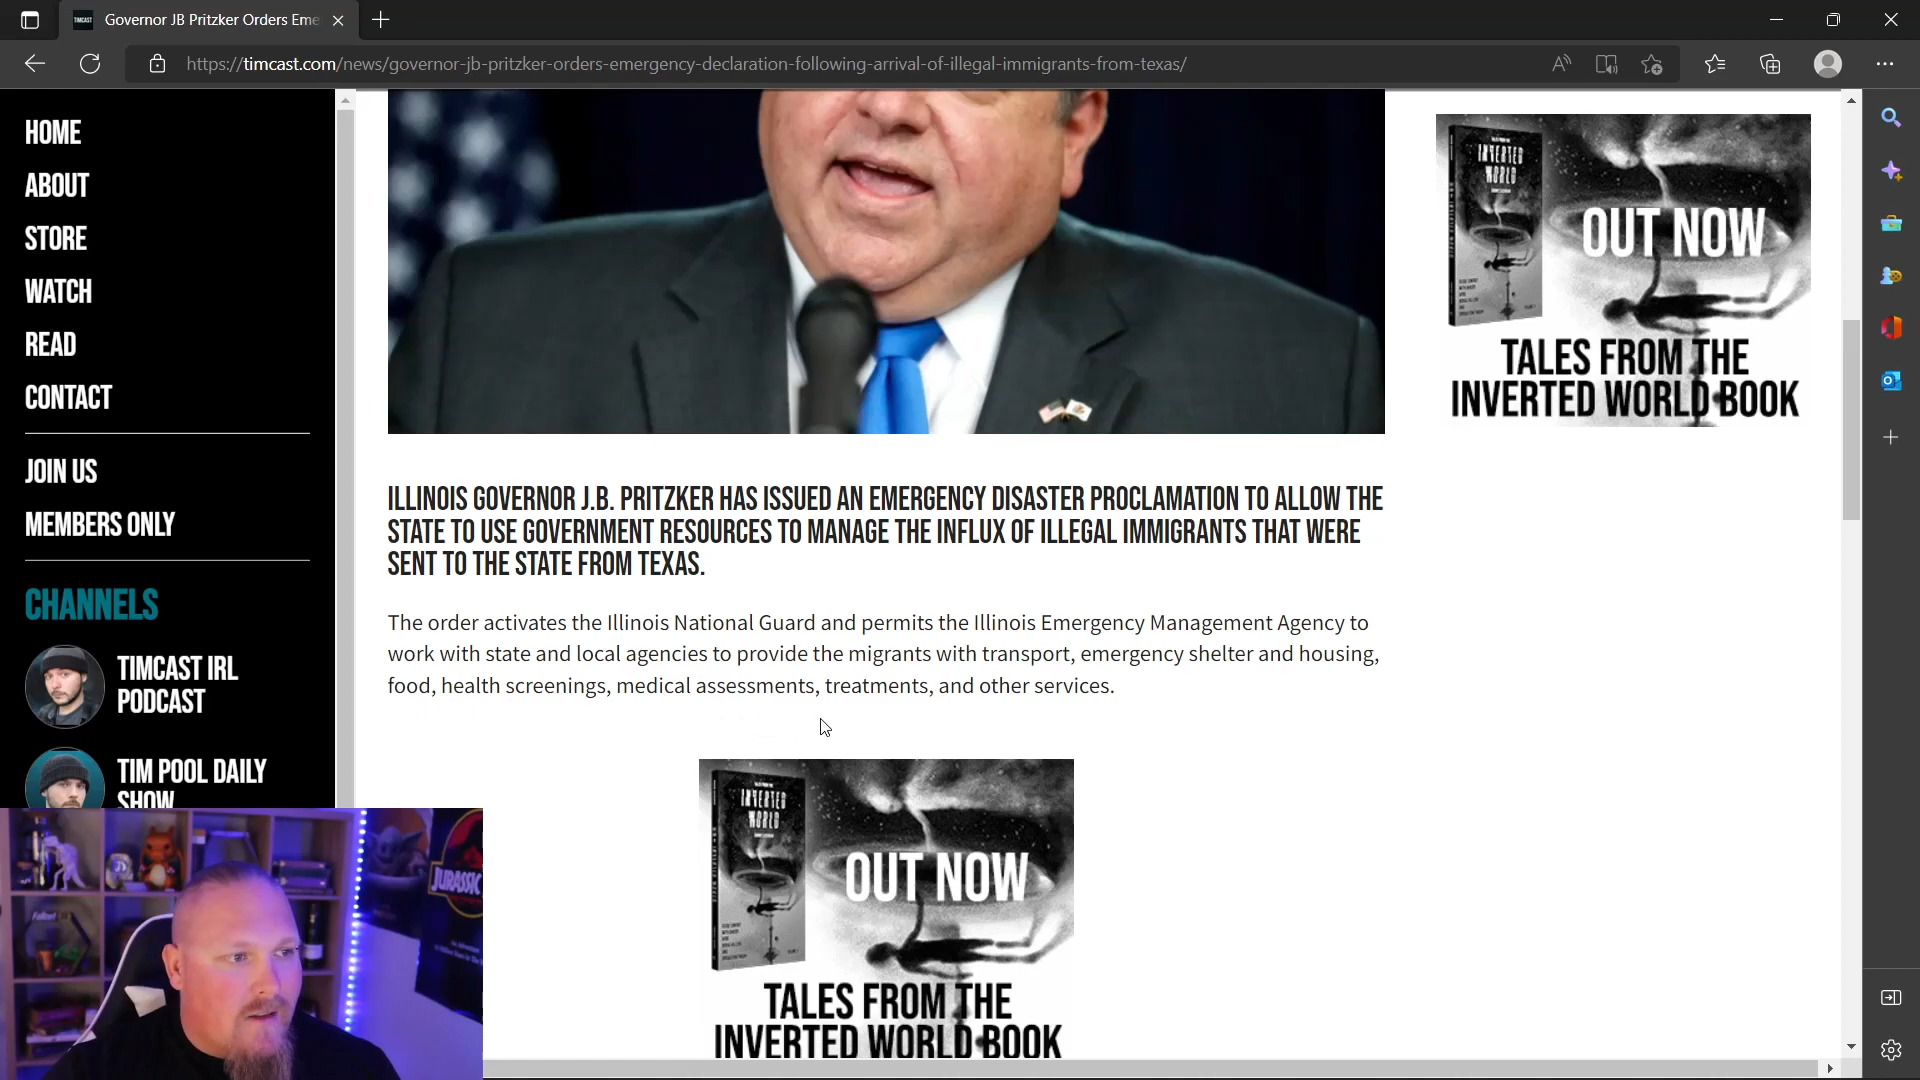 TIMCAST
Governor JB Pritzker Orders Eme
https://timcast.com/news/governor-jb-pritzker-orders-emergency-declaration-following-arrival-of-illegal-immigrants-from-texas/
HOME
ABOUT
STORE
WATCH
READ
CONTACT
JOIN US
MEMBERS ONLY
CHANNELS
TIMCAST IRL
PODCAST
TIM POOL DAILY
SHOW
ILLINOIS GOVERNOR J.B. PRITZKER HAS ISSUED AN EMERGENCY DISASTER PROCLAMATION TO ALLOW THE
STATE TO USE GOVERNMENT RESOURCES TO MANAGE THE INFLUX OF ILLEGAL IMMIGRANTS THAT WERE
SENT TO THE STATE FROM TEXAS.
The order activates the Illinois National Guard and permits the Illinois Emergency Management Agency to
work with state and local agencies to provide the migrants with transport, emergency shelter and housing,
food, health screenings, medical assessments, treatments, and other services.
INVERTED
WORLD
OUT NOW
TALES FROM THE
INVERTED WORLD BOOK
INVERTED
WORLD
OUT NOW
TALES FROM THE
INVERTED WORLD BOOK
JURASSIC
Fallout